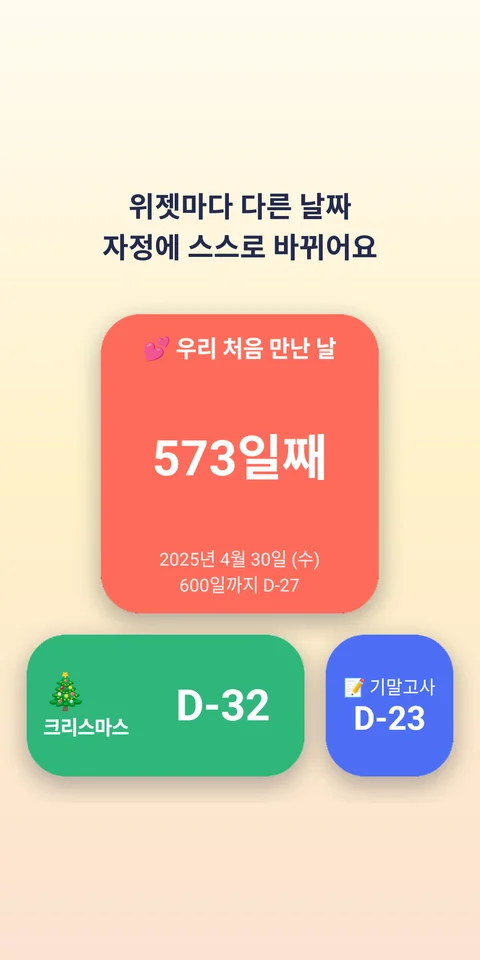 위젯마다 다른 날짜
자정에 스스로 바뀌어요
💕 우리 처음 만난 날
573일째
2025년 4월 30일 (수)
600일까지 D-27
🎄
크리스마스
D-32
📝 기말고사
D-23